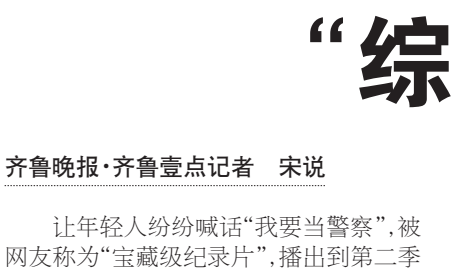 “综
齐鲁晚报·齐鲁壹点记者　宋说
让年轻人纷纷喊话“我要当警察”,被
网友称为“宝藏级纪录片”,播出到第二季